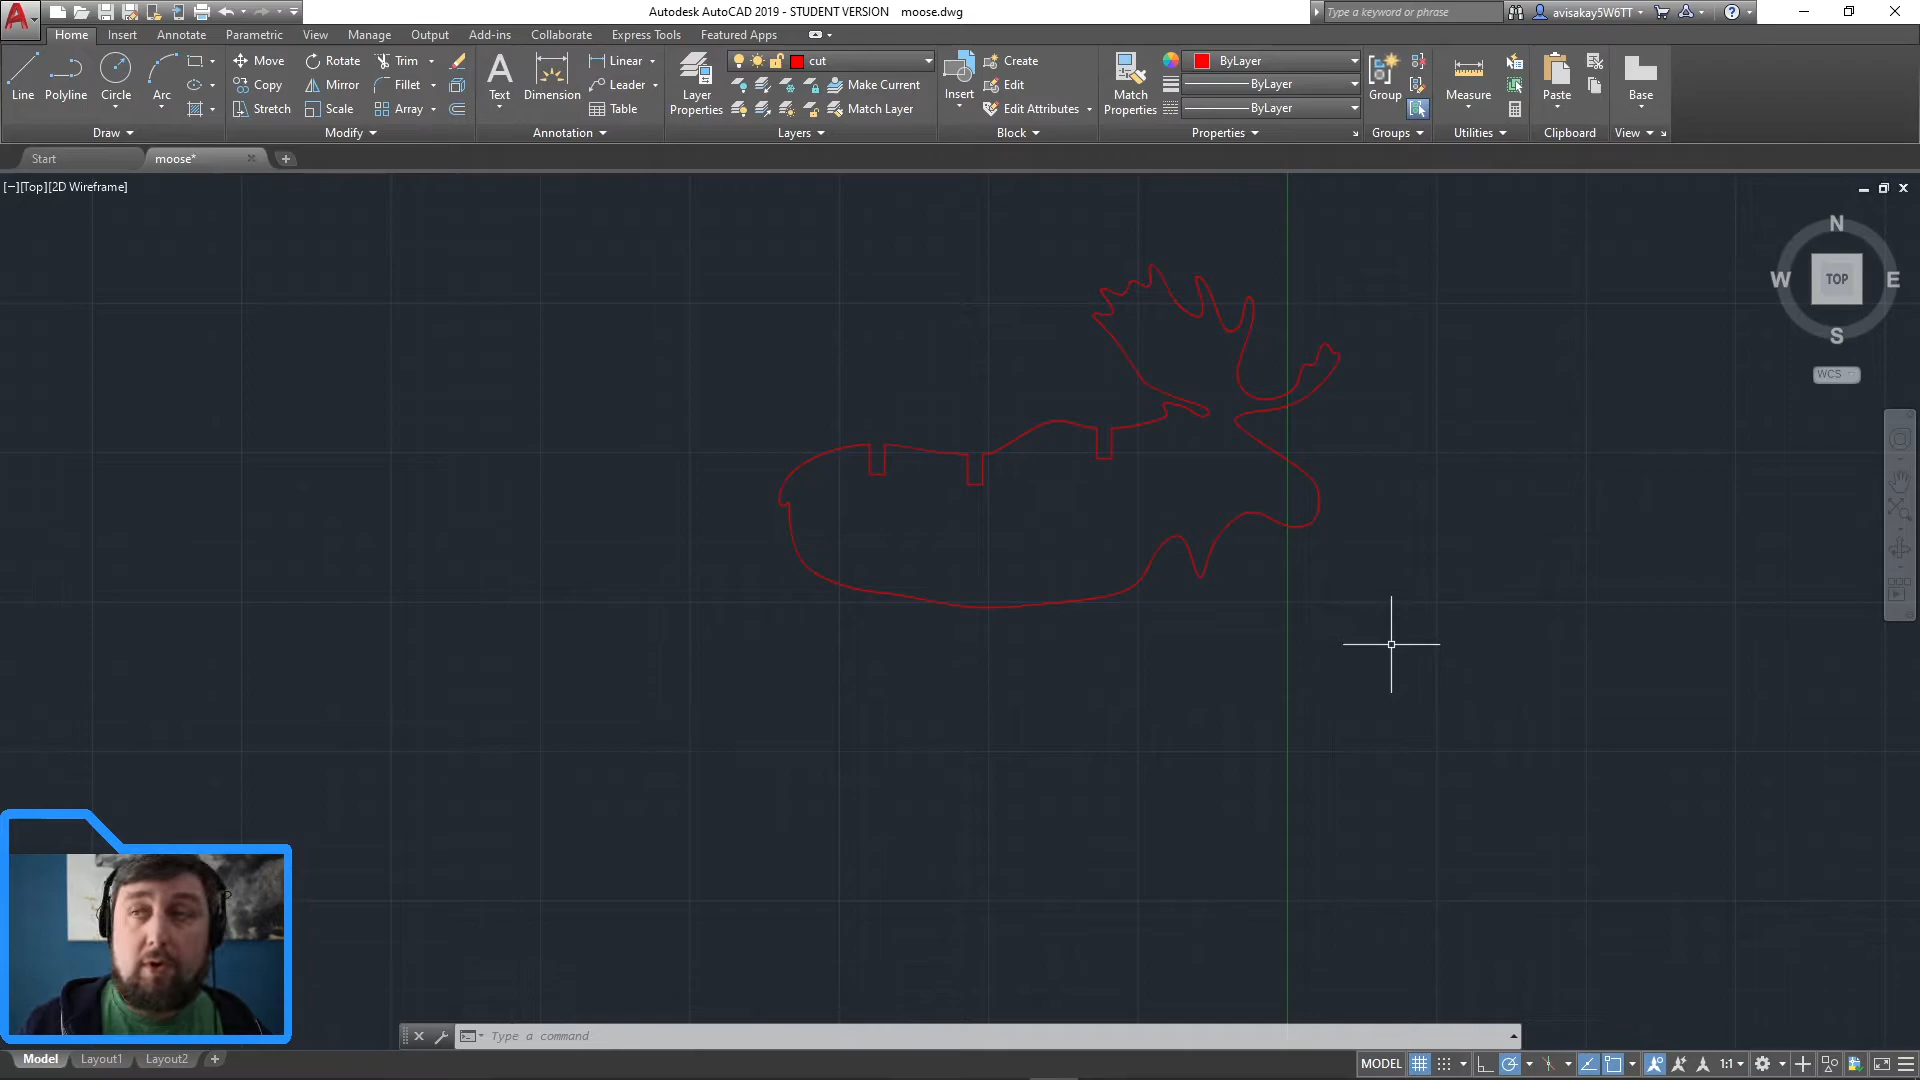 Autodesk AutoCAD 2019 - STUDENT VERSION moose.dwg
Type a keyword or phrase
avisakay5W6TT
Home Insert Annotate Parametric View Manage Output Add-ins Collaborate Express Tools Featured Apps
Line Polyline Circle Arc
Move Rotate Trim
Copy Mirror Fillet
Stretch Scale Array
Text Dimension
Linear
Leader
Table
Layer Properties
cut
Make Current
Match Layer
Insert
Create
Edit
Edit Attributes
Match Properties
ByLayer
ByLayer
ByLayer
Group Measure Paste Base
Draw Modify Annotation Layers Block Properties Groups Utilities Clipboard View
Start moose*
[−][Top][2D Wireframe]
N
W TOP E
S
WCS
Type a command
Model Layout1 Layout2
MODEL 1:1